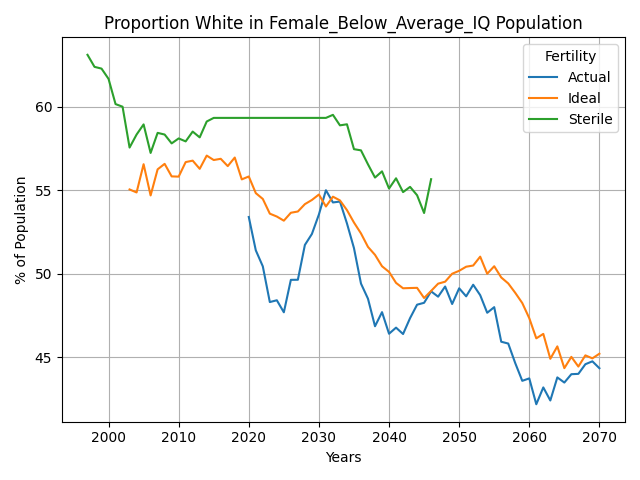 Proportion White in Female_Below_Average_IQ Population
Fertility
Actual
Ideal
Sterile
% of Population
60
55
50
45
2000
2010
2020
2030
2040
2050
2060
2070
Years